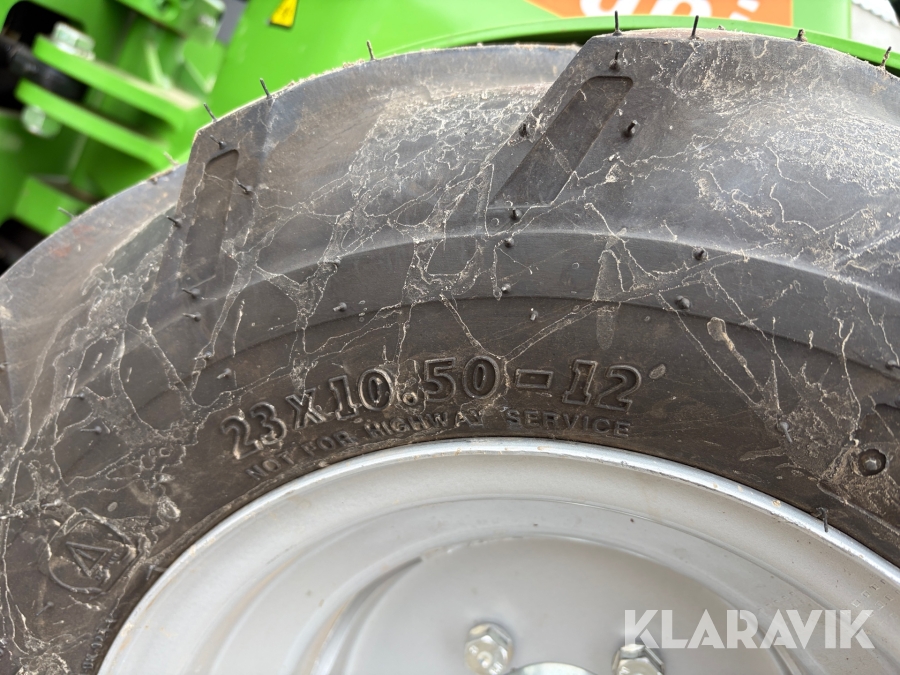 23x10.50-12
NOT FOR HIGHWAY SERVICE
A
KLARAVIK